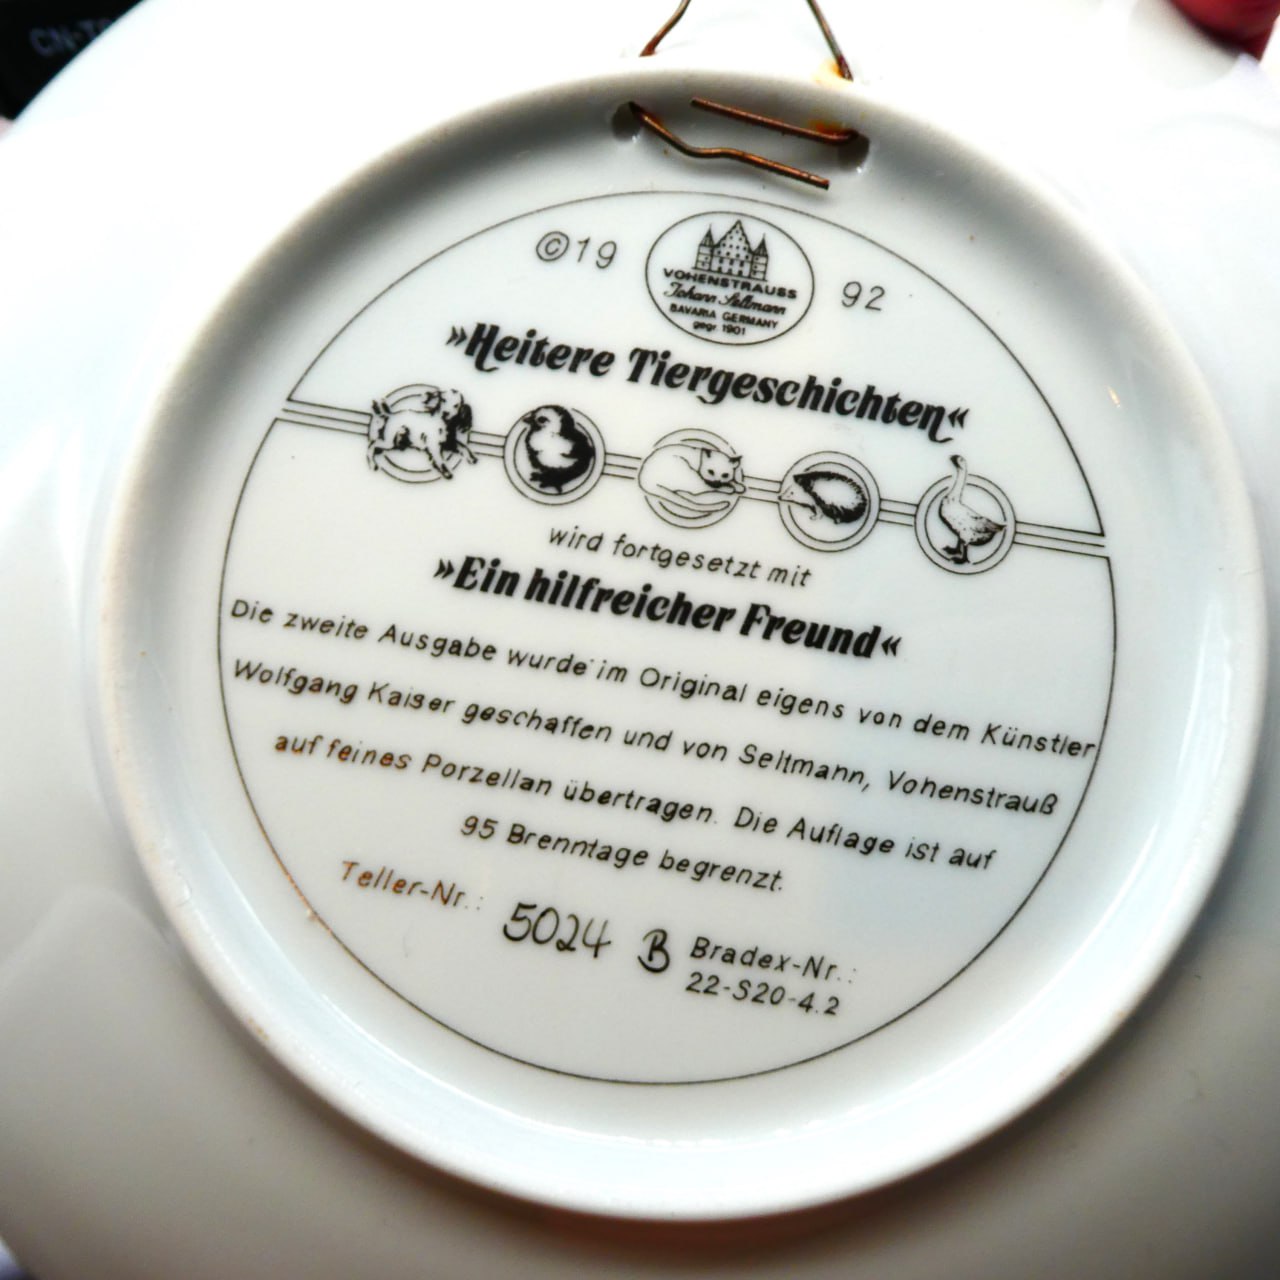 CN-T
©19 92
VOHENSTRAUSS
Johann Seltmann
BAVARIA GERMANY
gegr. 1901
»Heitere Tiergeschichten«
wird fortgesetzt mit
»Ein hilfreicher Freund«
Die zweite Ausgabe wurde im Original eigens von dem Künstler
Wolfgang Kaiser geschaffen und von Seltmann, Vohenstrauß
auf feines Porzellan übertragen. Die Auflage ist auf
95 Brenntage begrenzt.
Teller-Nr.: 5024 B Bradex-Nr.:
22-S20-4.2